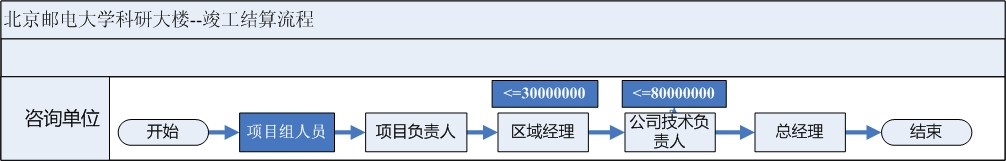 北京邮电大学科研大楼--竣工结算流程
<=30000000
<=80000000
咨询单位
开始
项目组人员
项目负责人
区域经理
公司技术负
责人
总经理
结束